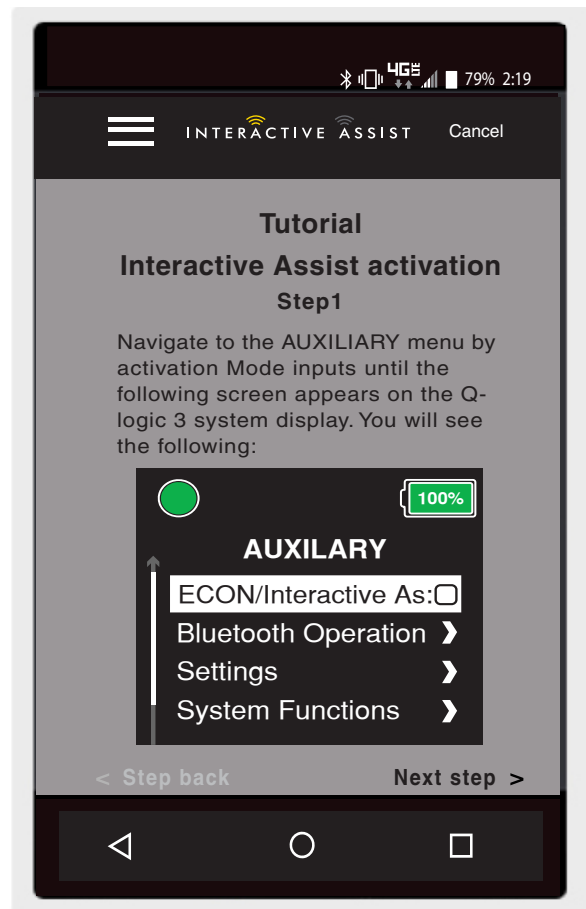 4G 79% 2:19
INTERACTIVE ASSIST Cancel
Tutorial
Interactive Assist activation
Step1
Navigate to the AUXILIARY menu by
activation Mode inputs until the
following screen appears on the Q-
logic 3 system display. You will see
the following:
100%
AUXILARY
ECON/Interactive As:
Bluetooth Operation ❯
Settings ❯
System Functions ❯
< Step back Next step >